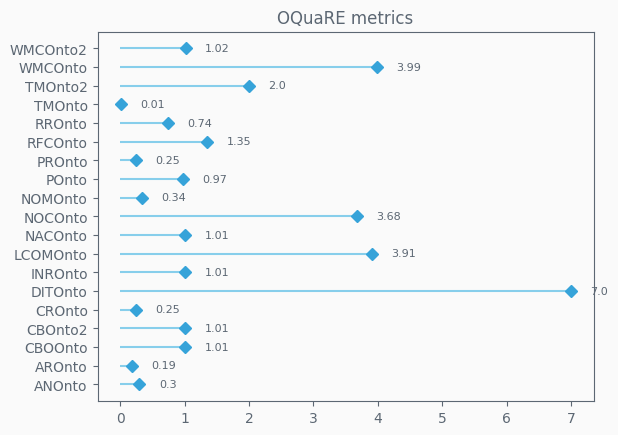 OQuaRE metrics
WMCOnto2 1.02
WMCOnto 3.99
TMOnto2 2.0
TMOnto 0.01
RROnto 0.74
RFCOnto 1.35
PROnto 0.25
POnto 0.97
NOMOnto 0.34
NOCOnto 3.68
NACOnto 1.01
LCOMOnto 3.91
INROnto 1.01
DITOnto 7.0
CROnto 0.25
CBOnto2 1.01
CBOOnto 1.01
AROnto 0.19
ANOnto 0.3
0 1 2 3 4 5 6 7